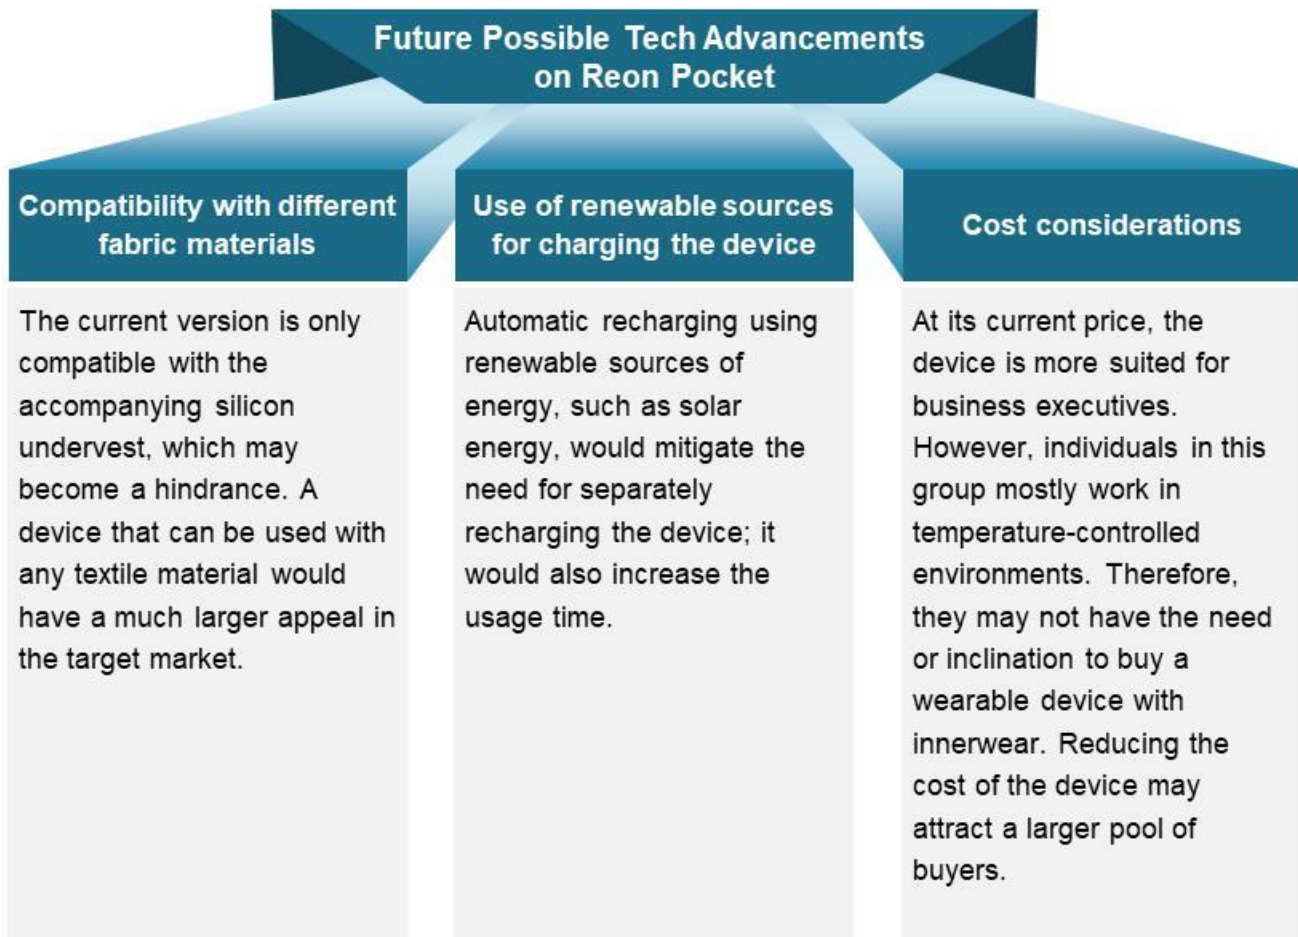 Future Possible Tech Advancements
on Reon Pocket
Compatibility with different
fabric materials
The current version is only
compatible with the
accompanying silicon
undervest, which may
become a hindrance. A
device that can be used with
any textile material would
have a much larger appeal in
the target market.
Use of renewable sources
for charging the device
Automatic recharging using
renewable sources of
energy, such as solar
energy, would mitigate the
need for separately
recharging the device; it
would also increase the
usage time.
Cost considerations
At its current price, the
device is more suited for
business executives.
However, individuals in this
group mostly work in
temperature-controlled
environments. Therefore,
they may not have the need
or inclination to buy a
wearable device with
innerwear. Reducing the
cost of the device may
attract a larger pool of
buyers.